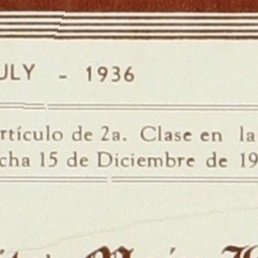 ULY - 1936
rtículo de 2a. Clase en la
cha 15 de Diciembre de 19